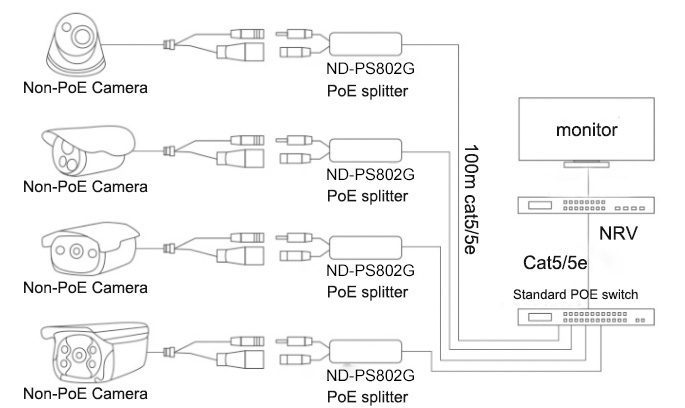 Non-PoE Camera
ND-PS802G
PoE splitter
monitor
Non-PoE Camera
ND-PS802G
PoE splitter
100m cat5/5e
NRV
Cat5/5e
Standard POE switch
Non-PoE Camera
ND-PS802G
PoE splitter
Non-PoE Camera
ND-PS802G
PoE splitter